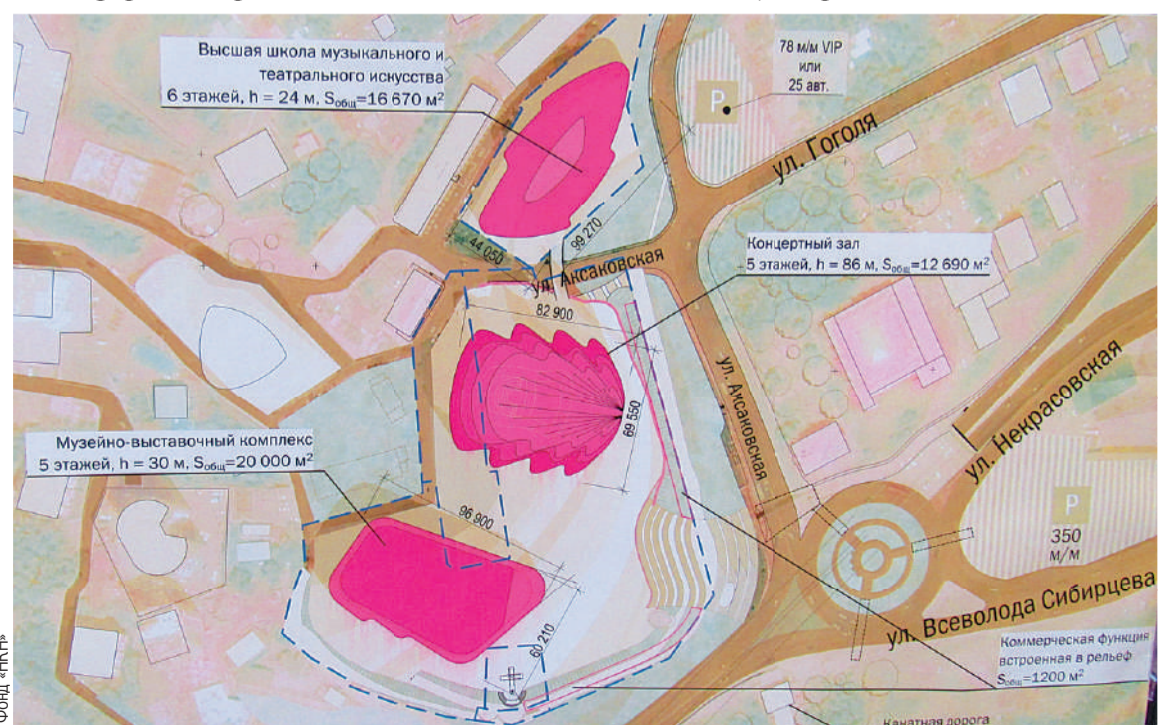 Высшая школа музыкального и
театрального искусства
6 этажей, h = 24 м, Sобщ=16 670 м²
78 м/м VIP
или
25 авт.
P
ул. Гоголя
44 050
99 270
ул. Аксаковская
Концертный зал
5 этажей, h = 86 м, Sобщ=12 690 м²
82 900
69 550
ул. Аксаковская
ул. Некрасовская
Музейно-выставочный комплекс
5 этажей, h = 30 м, Sобщ=20 000 м²
96 900
P
350
м/м
ул. Всеволода Сибирцева
60 210
Коммерческая функция
встроенная в рельеф
Sобщ=1200 м²
Канатная дорога
Фонд «НКН»